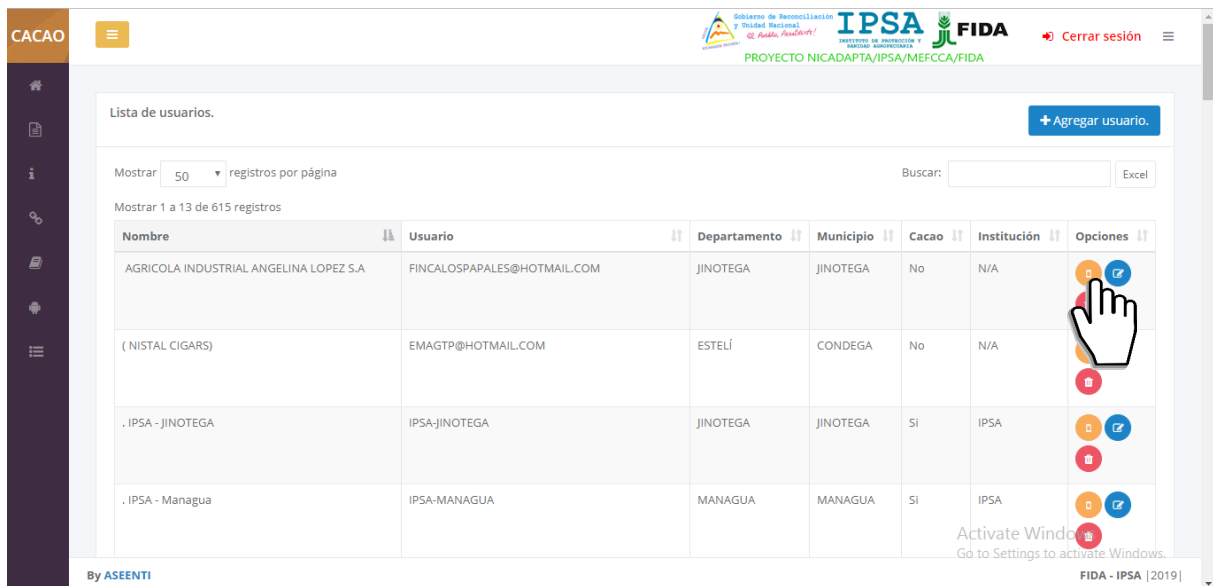 CACAO
Gobierno de Reconciliación
y Unidad Nacional
El Pueblo, Presidente!
IPSA
INSTITUTO DE PROTECCIÓN Y
SANIDAD AGROPECUARIA
FIDA
PROYECTO NICADAPTA/IPSA/MEFCCA/FIDA
Cerrar sesión
Lista de usuarios.
+ Agregar usuario.
Mostrar 50 registros por página
Buscar:
Excel
Mostrar 1 a 13 de 615 registros
Nombre Usuario Departamento Municipio Cacao Institución Opciones
AGRICOLA INDUSTRIAL ANGELINA LOPEZ S.A FINCALOSPAPALES@HOTMAIL.COM JINOTEGA JINOTEGA No N/A
( NISTAL CIGARS) EMAGTP@HOTMAIL.COM ESTELÍ CONDEGA No N/A
. IPSA - JINOTEGA IPSA-JINOTEGA JINOTEGA JINOTEGA Si IPSA
. IPSA - Managua IPSA-MANAGUA MANAGUA MANAGUA Si IPSA
Activate Windows
Go to Settings to activate Windows.
By ASEENTI
FIDA - IPSA |2019|